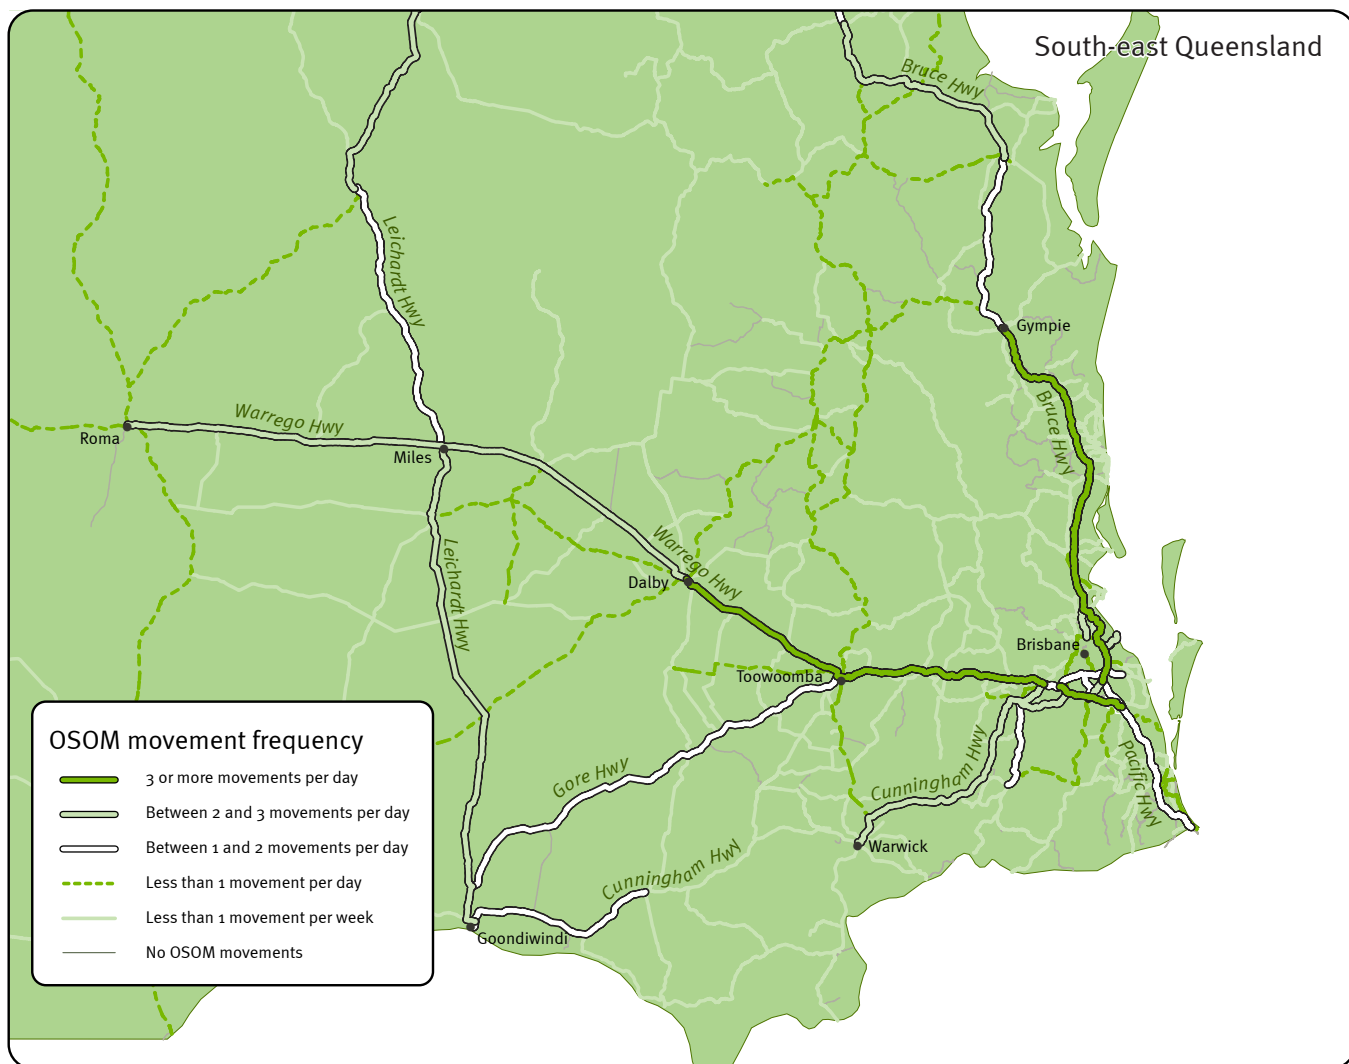 South-east Queensland
Bruce Hwy
Leichardt Hwy
Gympie
Bruce Hwy
Warrego Hwy
Roma
Miles
Warrego Hwy
Leichardt Hwy
Dalby
Brisbane
Toowoomba
Gore Hwy
Cunningham Hwy
Pacific Hwy
Warwick
Cunningham Hwy
Goondiwindi
OSOM movement frequency
3 or more movements per day
Between 2 and 3 movements per day
Between 1 and 2 movements per day
Less than 1 movement per day
Less than 1 movement per week
No OSOM movements